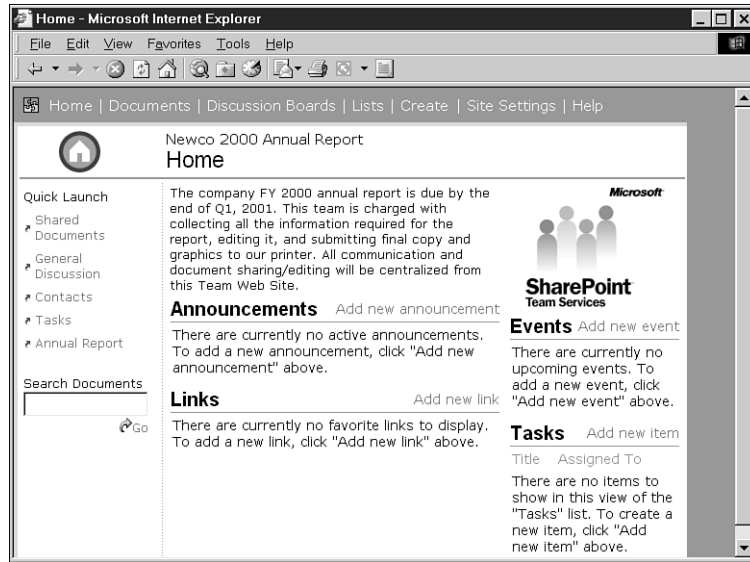 Home - Microsoft Internet Explorer
File Edit View Favorites Tools Help
Home | Documents | Discussion Boards | Lists | Create | Site Settings | Help
Newco 2000 Annual Report
Home
Quick Launch
Shared
Documents
General
Discussion
Contacts
Tasks
Annual Report
Search Documents
Go
The company FY 2000 annual report is due by the
end of Q1, 2001. This team is charged with
collecting all the information required for the
report, editing it, and submitting final copy and
graphics to our printer. All communication and
document sharing/editing will be centralized from
this Team Web Site.
Announcements Add new announcement
There are currently no active announcements.
To add a new announcement, click "Add new
announcement" above.
Links Add new link
There are currently no favorite links to display.
To add a new link, click "Add new link" above.
Microsoft
SharePoint
Team Services
Events Add new event
There are currently no
upcoming events. To
add a new event, click
"Add new event" above.
Tasks Add new item
Title Assigned To
There are no items to
show in this view of the
"Tasks" list. To create a
new item, click "Add
new item" above.